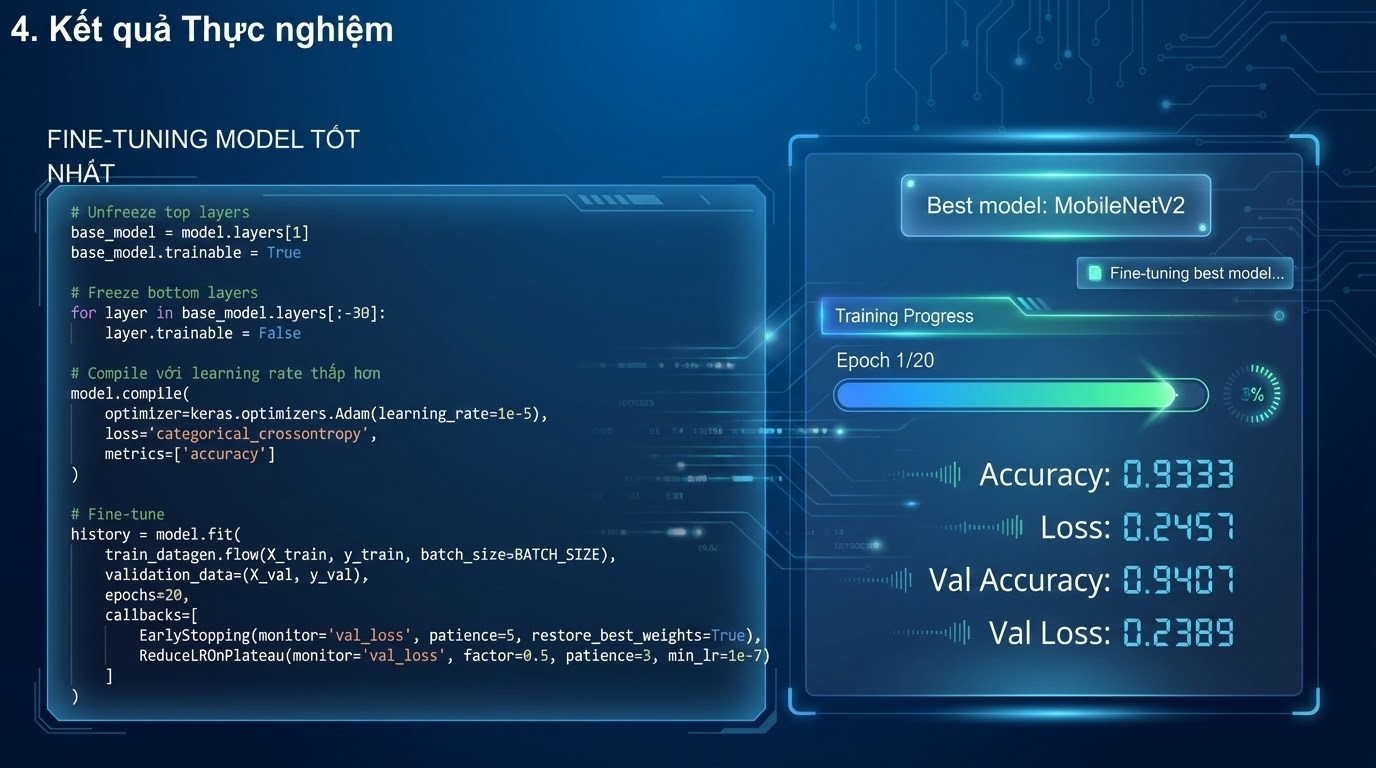 4. Kết quả Thực nghiệm
FINE-TUNING MODEL TỐT
NHẤT
# Unfreeze top layers
base_model = model.layers[1]
base_model.trainable = True
# Freeze bottom layers
for layer in base_model.layers[:-30]:
layer.trainable = False
# Compile với learning rate thấp hơn
model.compile(
optimizer=keras.optimizers.Adam(learning_rate=1e-5),
loss='categorical_crossontropy',
metrics=['accuracy']
)
# Fine-tune
history = model.fit(
train_datagen.flow(X_train, y_train, batch_size=BATCH_SIZE),
validation_data=(X_val, y_val),
epochs=20,
callbacks=[
EarlyStopping(monitor='val_loss', patience=5, restore_best_weights=True),
ReduceLROnPlateau(monitor='val_loss', factor=0.5, patience=3, min_lr=1e-7)
]
)
Best model: MobileNetV2
Fine-tuning best model...
Training Progress
Epoch 1/20
Accuracy: 0.9333
Loss: 0.2457
Val Accuracy: 0.9407
Val Loss: 0.2389